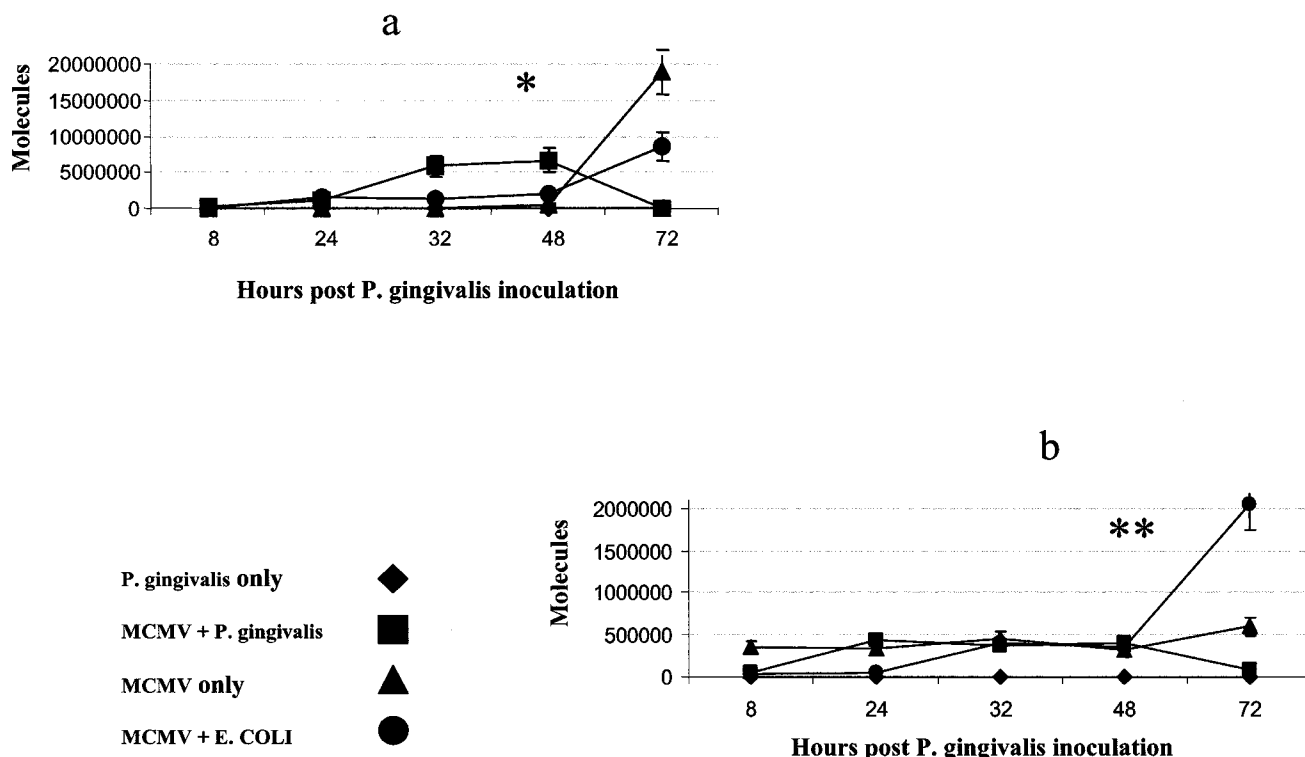 a
Molecules
20000000
15000000
10000000
5000000
0
*
8 24 32 48 72
Hours post P. gingivalis inoculation
b
Molecules
2000000
1500000
1000000
500000
0
**
8 24 32 48 72
Hours post P. gingivalis inoculation
P. gingivalis only
MCMV + P. gingivalis
MCMV only
MCMV + E. COLI